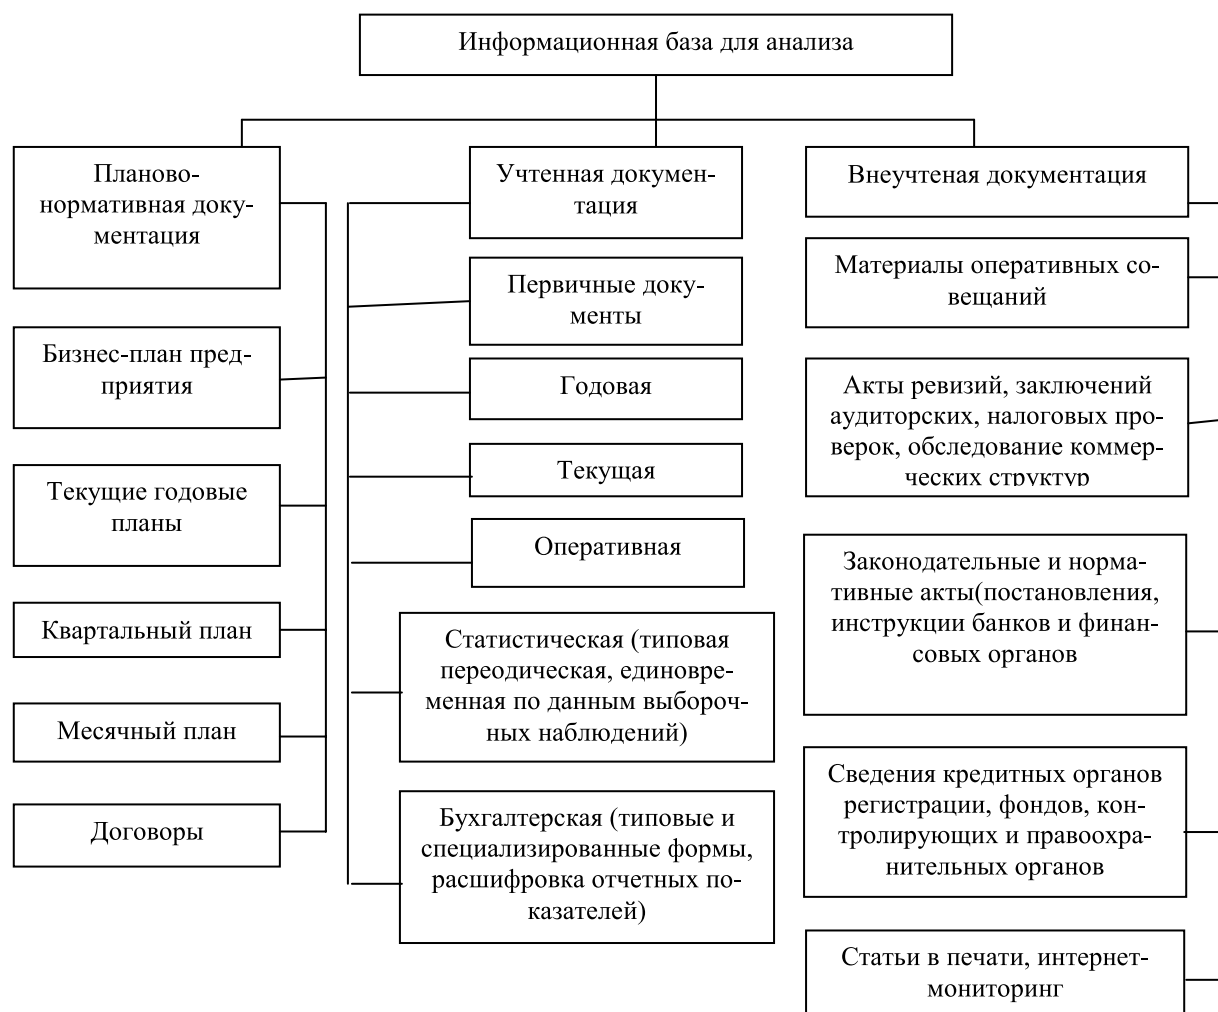 Информационная база для анализа
Планово-
нормативная доку-
ментация
Бизнес-план пред-
приятия
Текущие годовые
планы
Квартальный план
Месячный план
Договоры
Учтенная докумен-
тация
Первичные доку-
менты
Годовая
Текущая
Оперативная
Статистическая (типовая
переодическая, единовре-
менная по данным выбороч-
ных наблюдений)
Бухгалтерская (типовые и
специализированные формы,
расшифровка отчетных по-
казателей)
Внеучтеная документация
Материалы оперативных со-
вещаний
Акты ревизий, заключений
аудиторских, налоговых про-
верок, обследование коммер-
ческих структур
Законодательные и норма-
тивные акты(постановления,
инструкции банков и финан-
совых органов
Сведения кредитных органов
регистрации, фондов, кон-
тролирующих и правоохра-
нительных органов
Статьи в печати, интернет-
мониторинг